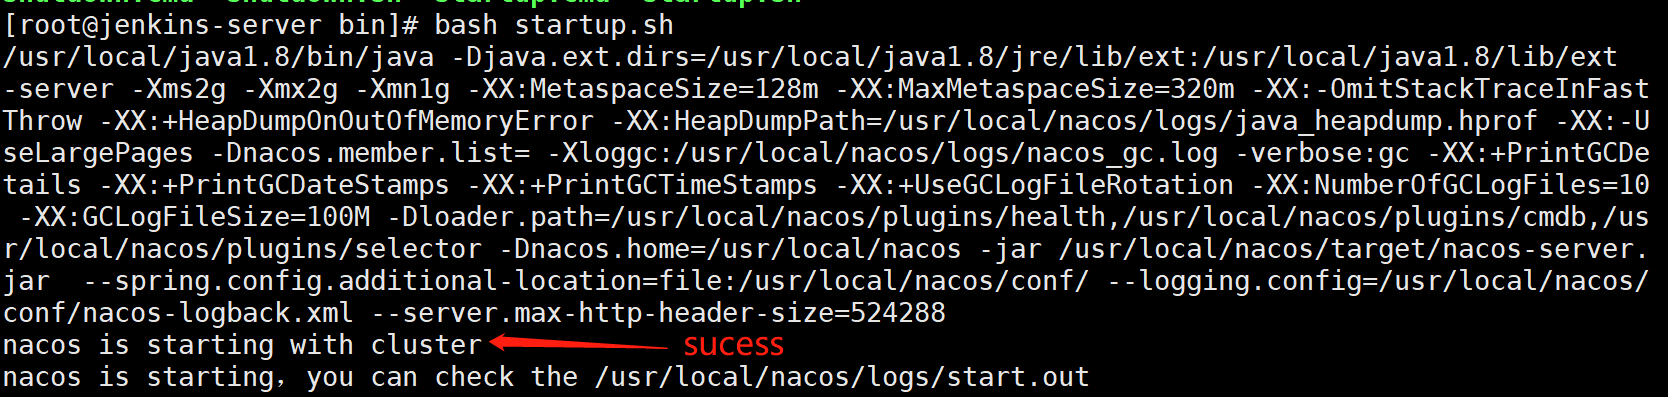 [root@jenkins-server bin]# bash startup.sh
/usr/local/java1.8/bin/java -Djava.ext.dirs=/usr/local/java1.8/jre/lib/ext:/usr/local/java1.8/lib/ext
-server -Xms2g -Xmx2g -Xmn1g -XX:MetaspaceSize=128m -XX:MaxMetaspaceSize=320m -XX:-OmitStackTraceInFast
Throw -XX:+HeapDumpOnOutOfMemoryError -XX:HeapDumpPath=/usr/local/nacos/logs/java_heapdump.hprof -XX:-U
seLargePages -Dnacos.member.list= -Xloggc:/usr/local/nacos/logs/nacos_gc.log -verbose:gc -XX:+PrintGCDe
tails -XX:+PrintGCDateStamps -XX:+PrintGCTimeStamps -XX:+UseGCLogFileRotation -XX:NumberOfGCLogFiles=10
 -XX:GCLogFileSize=100M -Dloader.path=/usr/local/nacos/plugins/health,/usr/local/nacos/plugins/cmdb,/us
r/local/nacos/plugins/selector -Dnacos.home=/usr/local/nacos -jar /usr/local/nacos/target/nacos-server.
jar  --spring.config.additional-location=file:/usr/local/nacos/conf/ --logging.config=/usr/local/nacos/
conf/nacos-logback.xml --server.max-http-header-size=524288
nacos is starting with cluster sucess
nacos is starting，you can check the /usr/local/nacos/logs/start.out